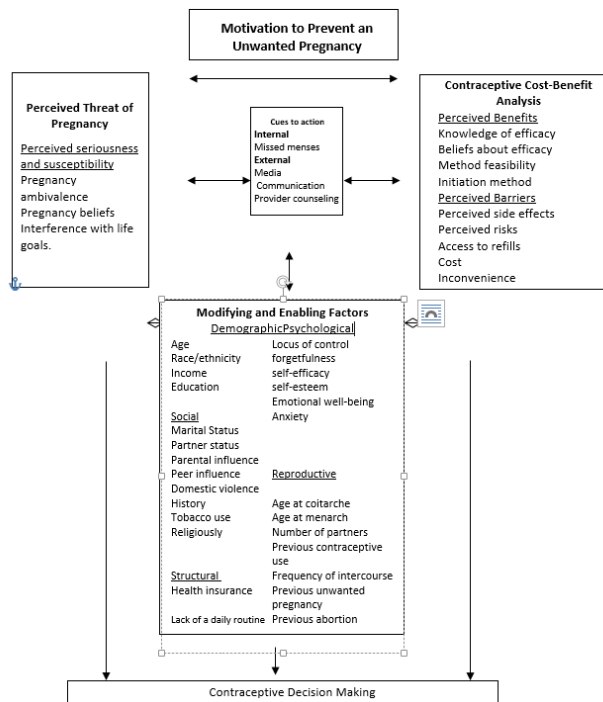 Motivation to Prevent an
Unwanted Pregnancy
Perceived Threat of
Pregnancy
Perceived seriousness
and susceptibility
Pregnancy
ambivalence
Pregnancy beliefs
Interference with life
goals.
Cues to action
Internal
Missed menses
External
Media
Communication
Provider counseling
Contraceptive Cost-Benefit
Analysis
Perceived Benefits
Knowledge of efficacy
Beliefs about efficacy
Method feasibility
Initiation method
Perceived Barriers
Perceived side effects
Perceived risks
Access to refills
Cost
Inconvenience
Modifying and Enabling Factors
DemographicPsychological
Age Locus of control
Race/ethnicity forgetfulness
Income self-efficacy
Education self-esteem
Emotional well-being
Social Anxiety
Marital Status
Partner status
Parental influence
Peer influence Reproductive
Domestic violence
History Age at coitarche
Tobacco use Age at menarch
Religiously Number of partners
Previous contraceptive
use
Structural Frequency of intercourse
Health insurance Previous unwanted
pregnancy
Lack of a daily routine Previous abortion
Contraceptive Decision Making